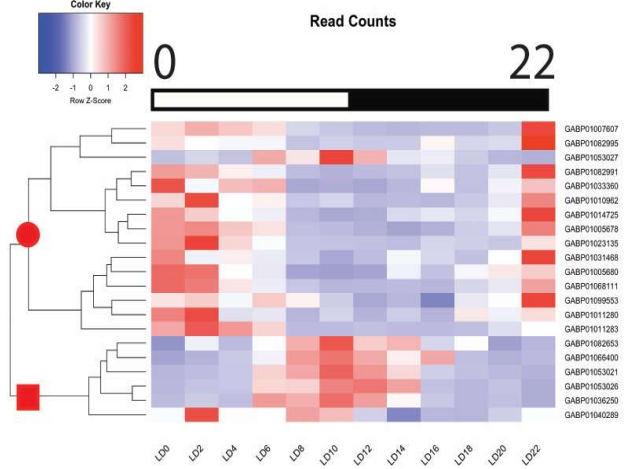 Color Key
Read Counts
-2 -1 0 1 2
Row Z-Score
0 22
GABP01007607
GABP01082995
GABP01053027
GABP01082991
GABP01033360
GABP01010962
GABP01014725
GABP01005678
GABP01023135
GABP01031468
GABP01005680
GABP01068111
GABP01099553
GABP01011280
GABP01011283
GABP01082653
GABP01066400
GABP01053021
GABP01053026
GABP01036250
GABP01040289
LD0 LD2 LD4 LD6 LD8 LD10 LD12 LD14 LD16 LD18 LD20 LD22